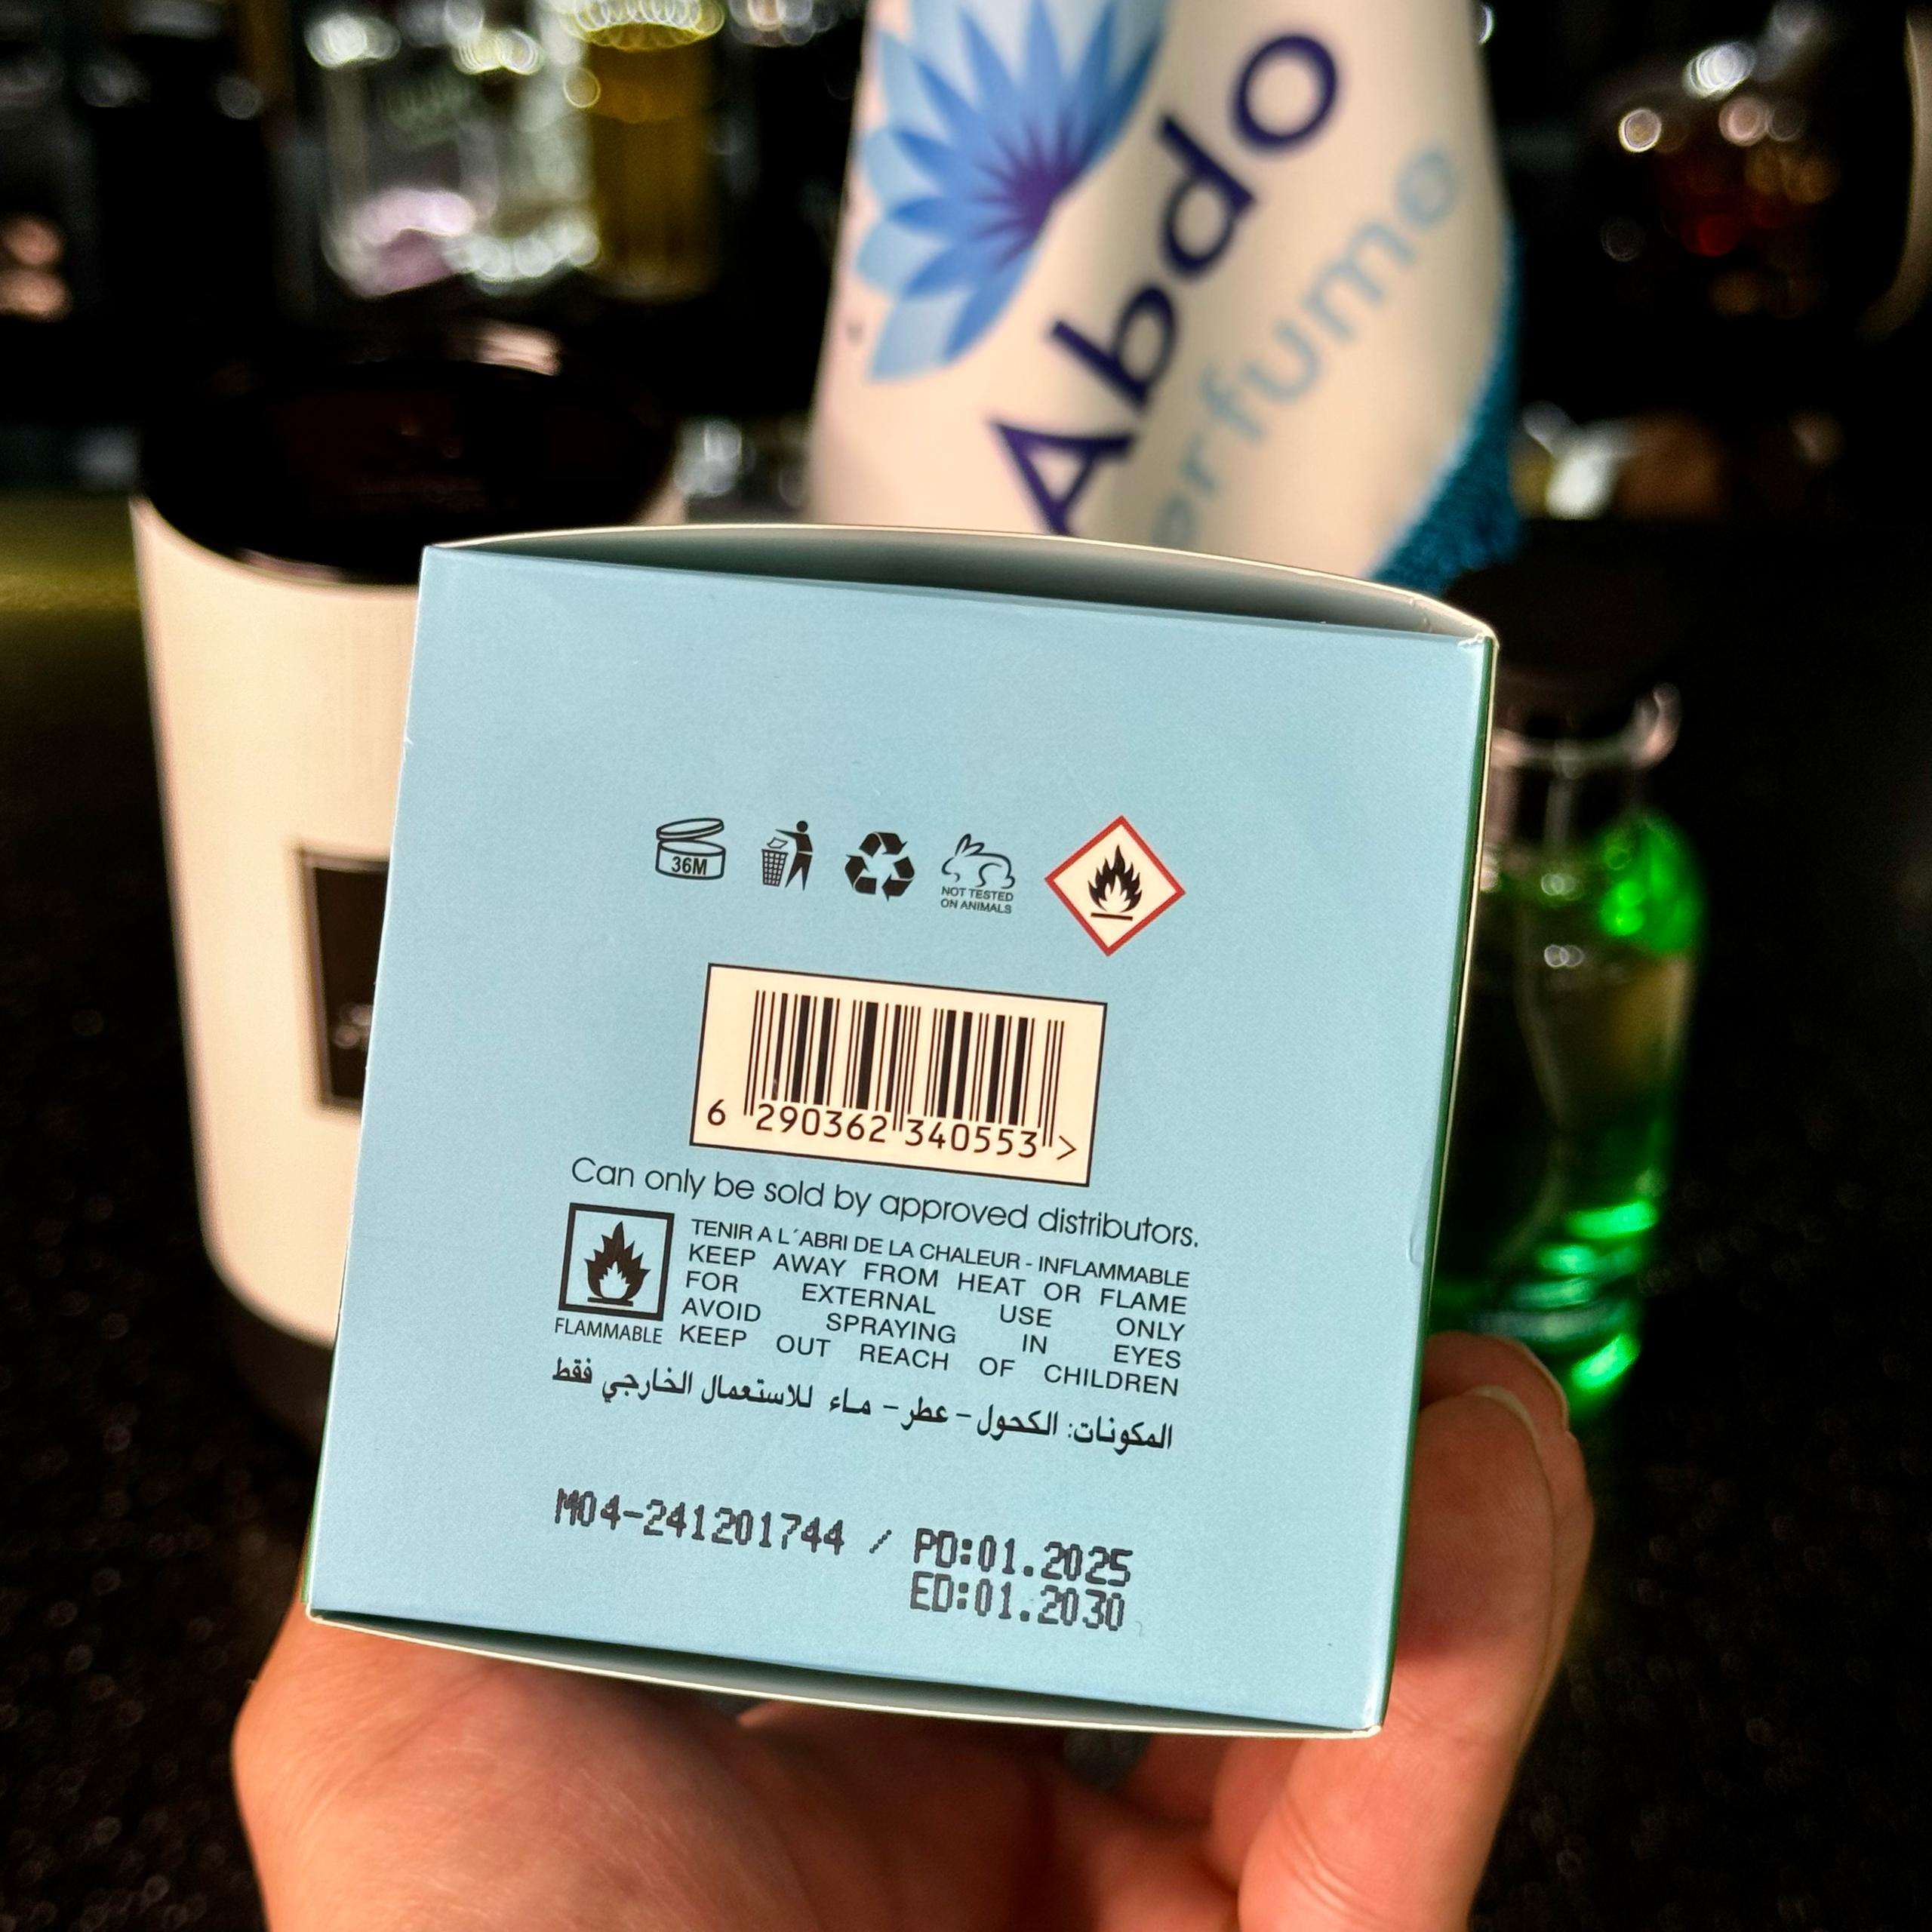 Abdo
36M
NOT TESTED
ON ANIMALS
6 290362 340553 >
Can only be sold by approved distributors.
TENIR A L´ABRI DE LA CHALEUR - INFLAMMABLE
KEEP AWAY FROM HEAT OR FLAME
FOR EXTERNAL USE ONLY
AVOID SPRAYING IN EYES
KEEP OUT REACH OF CHILDREN
FLAMMABLE
المكونات: الكحول - عطر - ماء للاستعمال الخارجي فقط
M04-241201744 / PD:01.2025
ED:01.2030